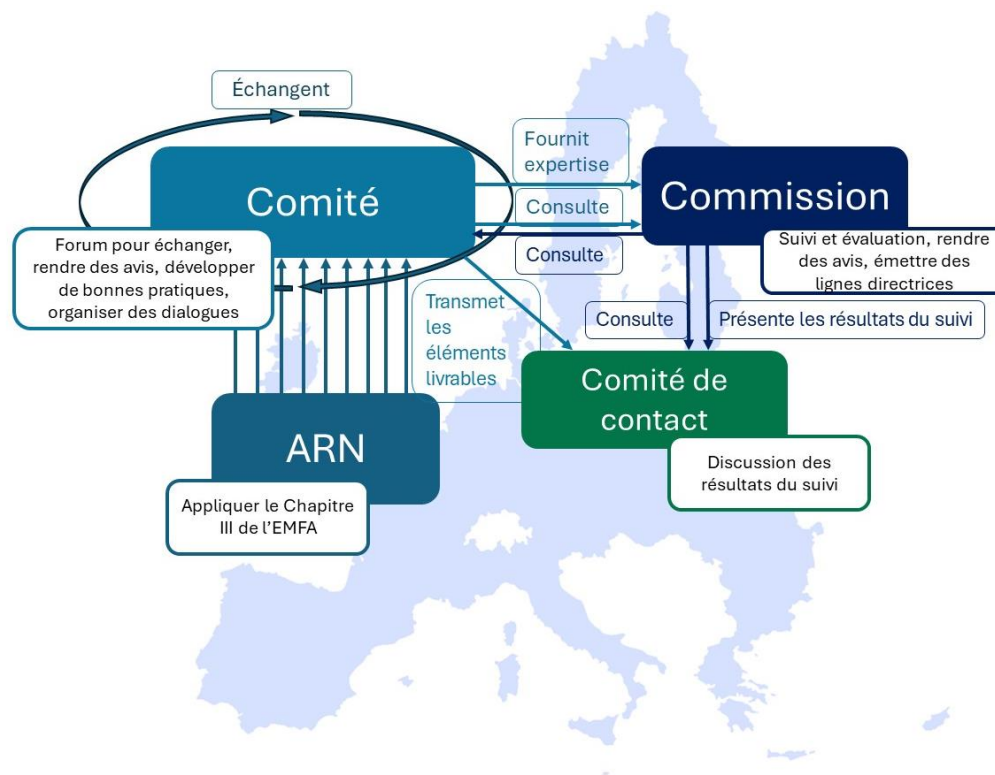 Échangent
Comité
Forum pour échanger,
rendre des avis, développer
de bonnes pratiques,
organiser des dialogues
Fournit
expertise
Consulte
Consulte
Commission
Suivi et évaluation, rendre
des avis, émettre des
lignes directrices
Transmet
les
éléments
livrables
Consulte
Présente les résultats du suivi
Comité de
contact
Discussion des
résultats du suivi
ARN
Appliquer le Chapitre
III de l’EMFA